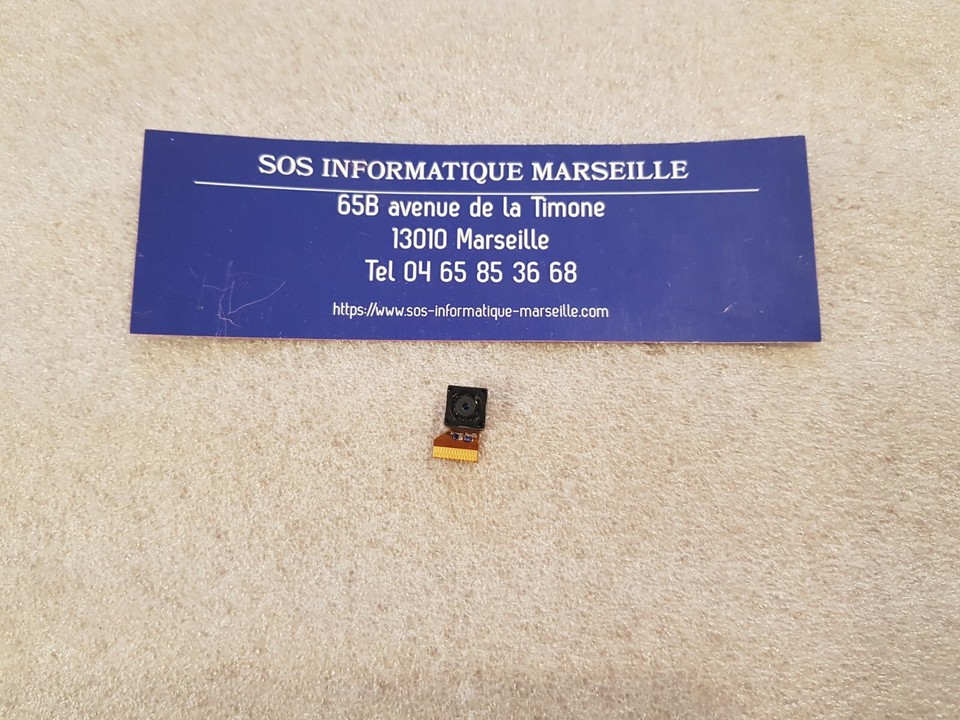 SOS INFORMATIQUE MARSEILLE
65B avenue de la Timone
13010 Marseille
Tel 04 65 85 36 68
https://www.sos-informatique-marseille.com